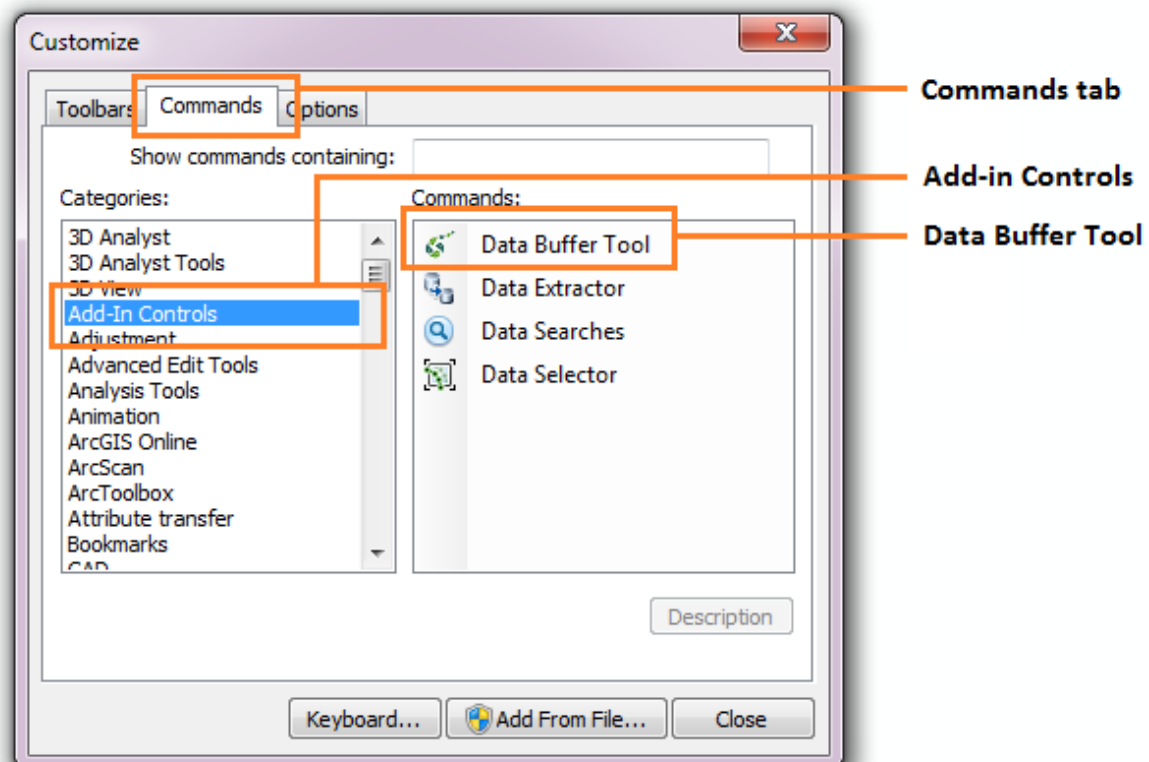 Customize
Commands tab
Toolbars Commands Options
Show commands containing:
Add-in Controls
Categories:
Commands:
3D Analyst
3D Analyst Tools
3D View
Add-In Controls
Adjustment
Advanced Edit Tools
Analysis Tools
Animation
ArcGIS Online
ArcScan
ArcToolbox
Attribute transfer
Bookmarks
CAD
Data Buffer Tool
Data Extractor
Data Searches
Data Selector
Data Buffer Tool
Description
Keyboard... Add From File... Close